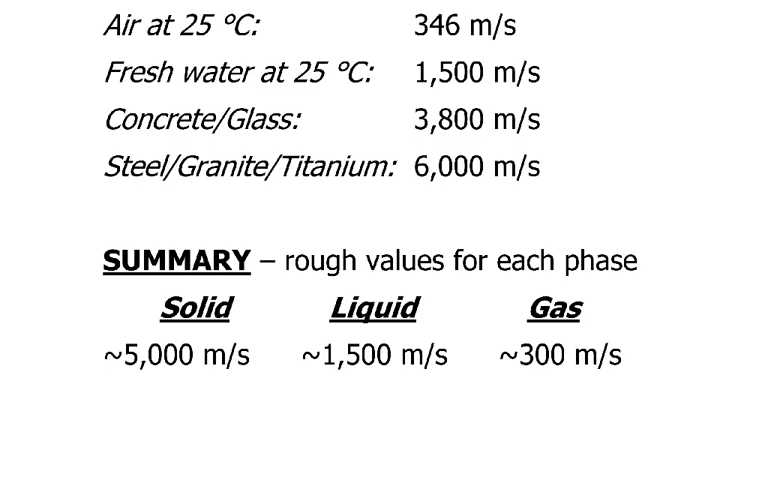 Air at 25 °C: 346 m/s
Fresh water at 25 °C: 1,500 m/s
Concrete/Glass: 3,800 m/s
Steel/Granite/Titanium: 6,000 m/s
SUMMARY – rough values for each phase
Solid Liquid Gas
~5,000 m/s ~1,500 m/s ~300 m/s